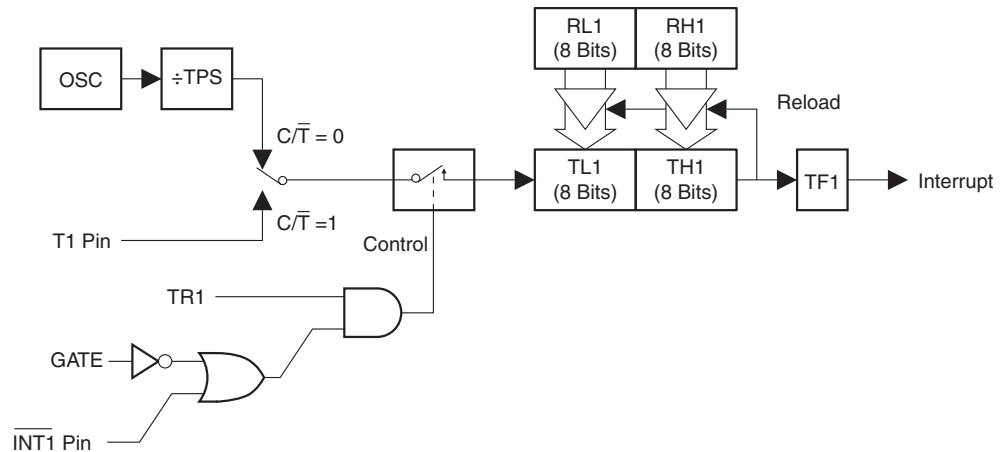 RL1
(8 Bits)
RH1
(8 Bits)
OSC
÷TPS
Reload
C/T̅ = 0
TL1
(8 Bits)
TH1
(8 Bits)
TF1
Interrupt
C/T̅ =1
T1 Pin
Control
TR1
GATE
I̅N̅T̅1̅ Pin